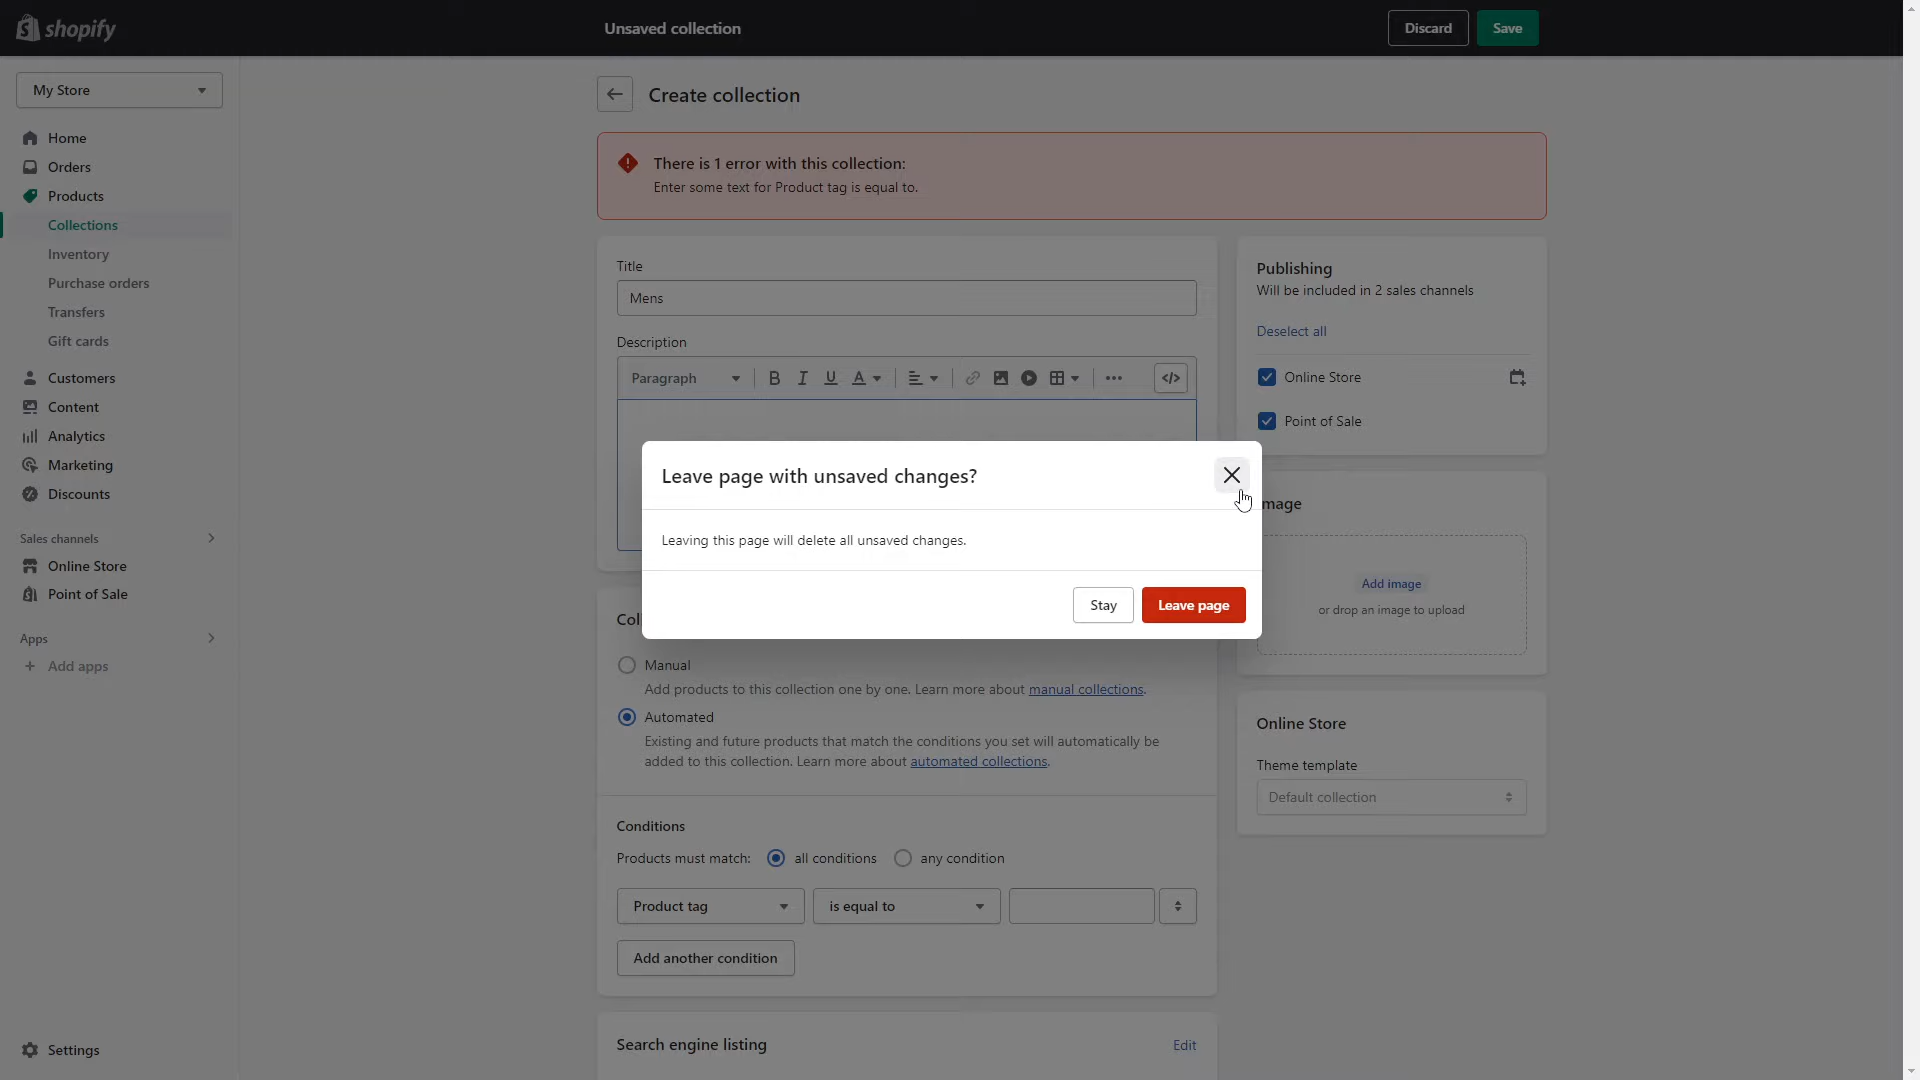 shopify
Unsaved collection
Discard
Save
My Store
Home
Orders
Products
Collections
Inventory
Purchase orders
Transfers
Gift cards
Customers
Content
Analytics
Marketing
Discounts
Sales channels
Online Store
Point of Sale
Apps
Add apps
Settings
Create collection
There is 1 error with this collection:
Enter some text for Product tag is equal to.
Title
Mens
Description
Paragraph
B I U A
</>
Leave page with unsaved changes?
Leaving this page will delete all unsaved changes.
Stay
Leave page
Col
Manual
Add products to this collection one by one. Learn more about manual collections.
Automated
Existing and future products that match the conditions you set will automatically be
added to this collection. Learn more about automated collections.
Conditions
Products must match: all conditions any condition
Product tag
is equal to
Add another condition
Search engine listing
Edit
Publishing
Will be included in 2 sales channels
Deselect all
Online Store
Point of Sale
mage
Add image
or drop an image to upload
Online Store
Theme template
Default collection